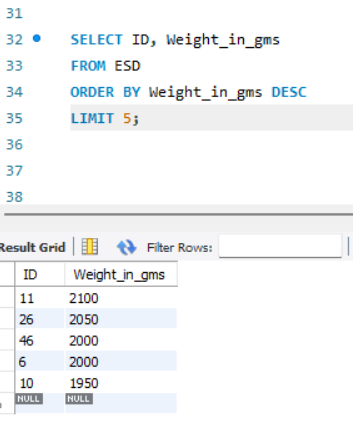 31
32 SELECT ID, Weight_in_gms
33 FROM ESD
34 ORDER BY Weight_in_gms DESC
35 LIMIT 5;
36
37
38
Result Grid Filter Rows:
ID Weight_in_gms
11 2100
26 2050
46 2000
6 2000
10 1950
NULL NULL